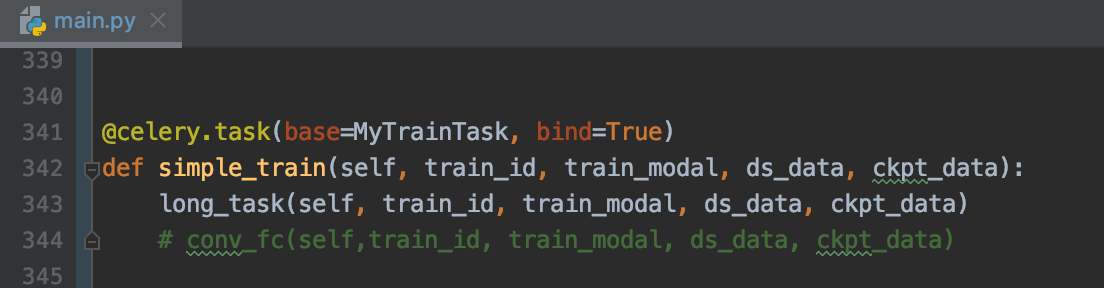 main.py
339
340
341 @celery.task(base=MyTrainTask, bind=True)
342 def simple_train(self, train_id, train_modal, ds_data, ckpt_data):
343 long_task(self, train_id, train_modal, ds_data, ckpt_data)
344 # conv_fc(self,train_id, train_modal, ds_data, ckpt_data)
345